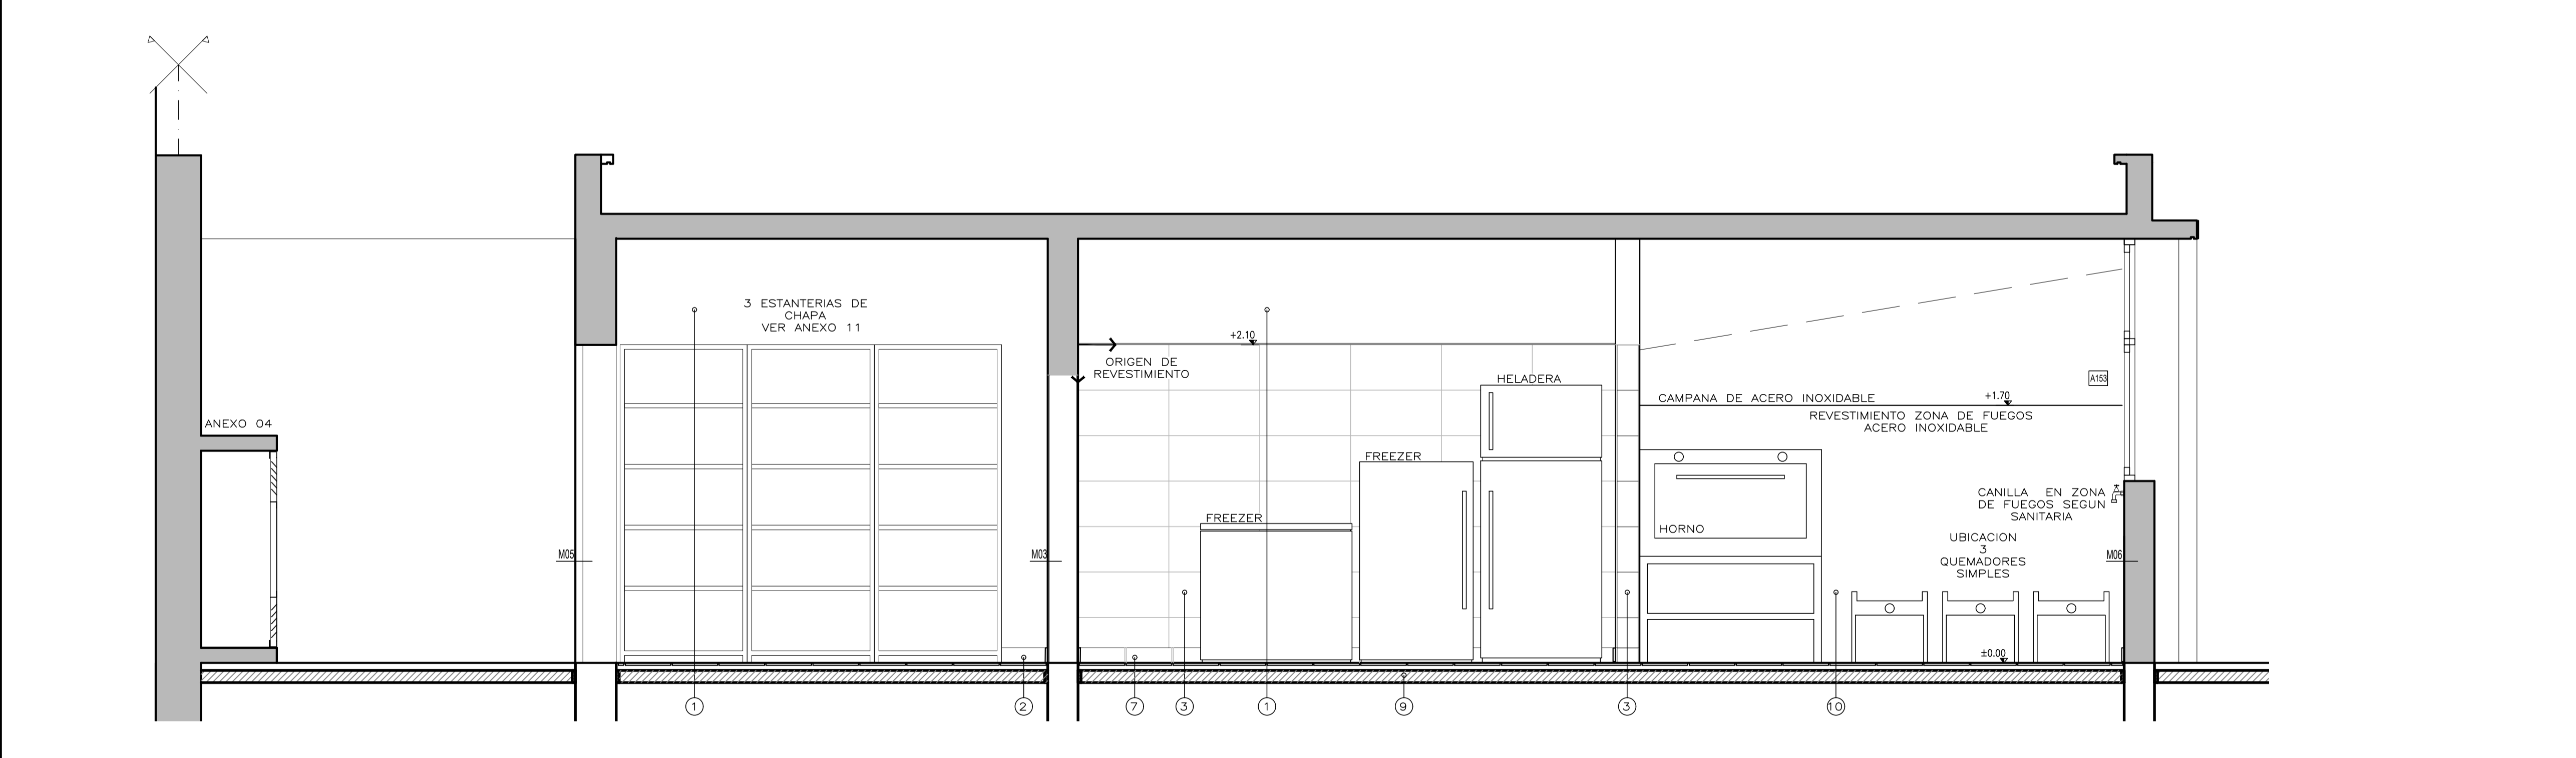 3 ESTANTERIAS DE
CHAPA
VER ANEXO 11
+2.10
ORIGEN DE
REVESTIMIENTO
HELADERA
A153
CAMPANA DE ACERO INOXIDABLE
+1.70
REVESTIMIENTO ZONA DE FUEGOS
ACERO INOXIDABLE
ANEXO 04
FREEZER
FREEZER
HORNO
CANILLA EN ZONA
DE FUEGOS SEGUN
SANITARIA
UBICACION
3
QUEMADORES
SIMPLES
M05
M03
M06
±0.00
1
2
7
3
1
9
3
10